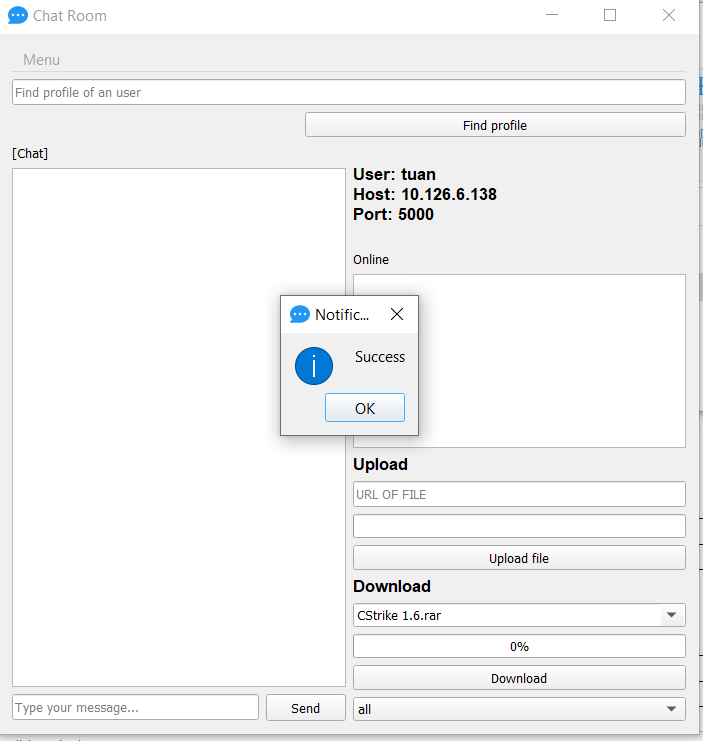 Chat Room
Menu
Find profile of an user
Find profile
[Chat]
User: tuan
Host: 10.126.6.138
Port: 5000
Online
Notific...
Success
OK
Upload
URL OF FILE
Upload file
Download
CStrike 1.6.rar
0%
Download
Type your message...
Send
all